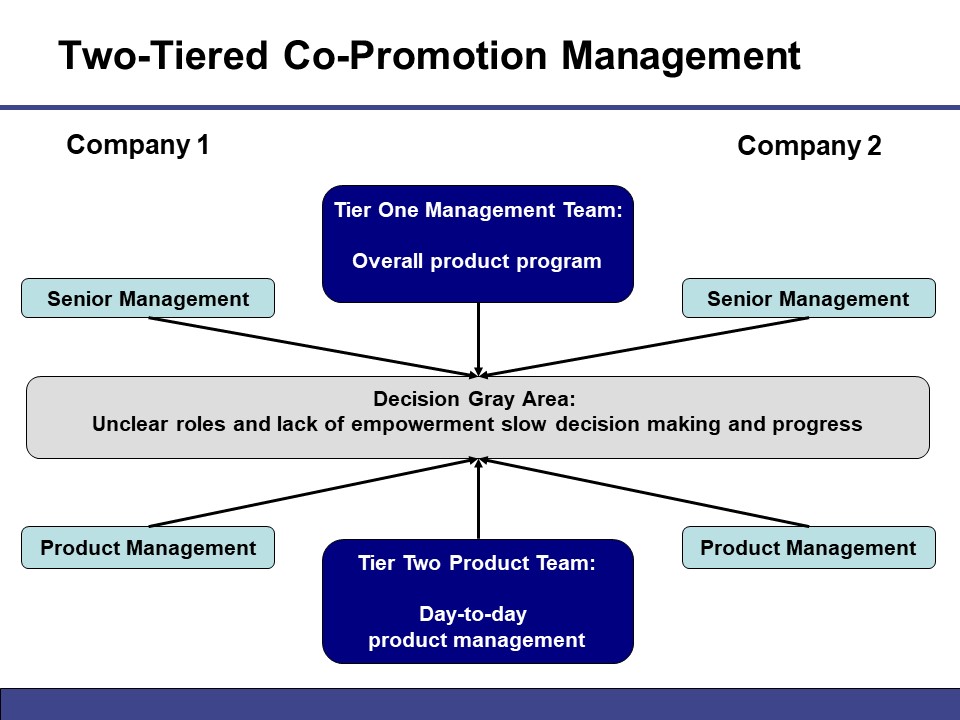 Two-Tiered Co-Promotion Management
Company 1
Company 2
Tier One Management Team:
Overall product program
Senior Management
Senior Management
Decision Gray Area:
Unclear roles and lack of empowerment slow decision making and progress
Product Management
Product Management
Tier Two Product Team:
Day-to-day
product management